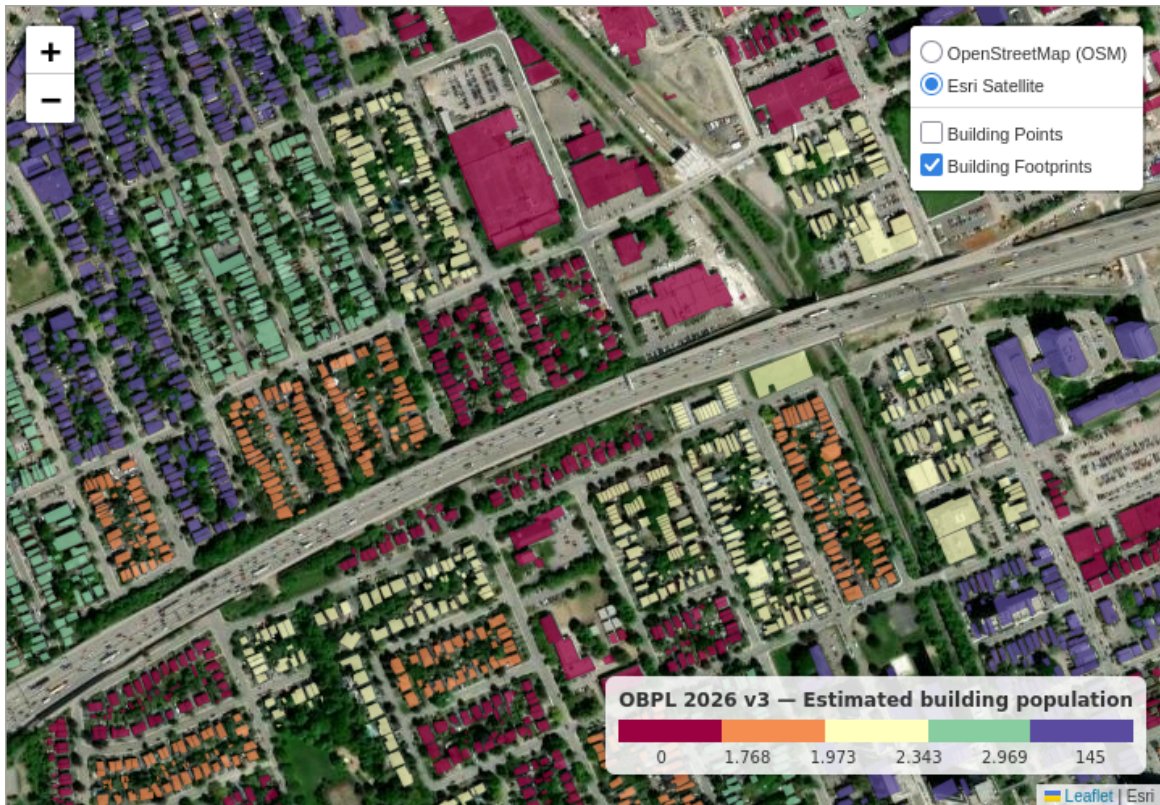 +
−
OpenStreetMap (OSM)
Esri Satellite
Building Points
Building Footprints
OBPL 2026 v3 — Estimated building population
0 1.768 1.973 2.343 2.969 145
Leaflet | Esri